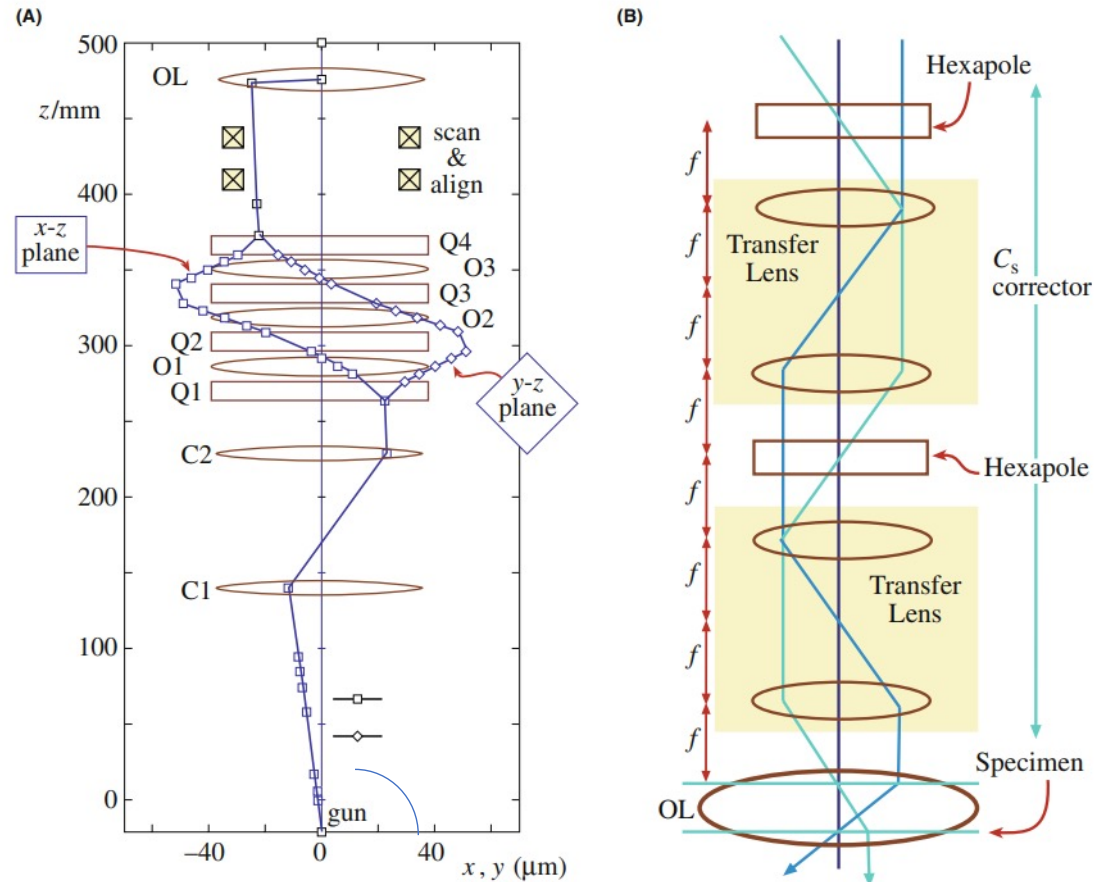 (A)
500
OL
z/mm
scan
&
align
400
x-z
plane
Q4
O3
Q3
O2
300
Q2
O1
Q1
y-z
plane
C2
200
C1
100
0
gun
−40
0
40
x , y (μm)
(B)
Hexapole
f
f
Transfer
Lens
Cs
corrector
f
f
Hexapole
f
f
Transfer
Lens
f
f
Specimen
OL